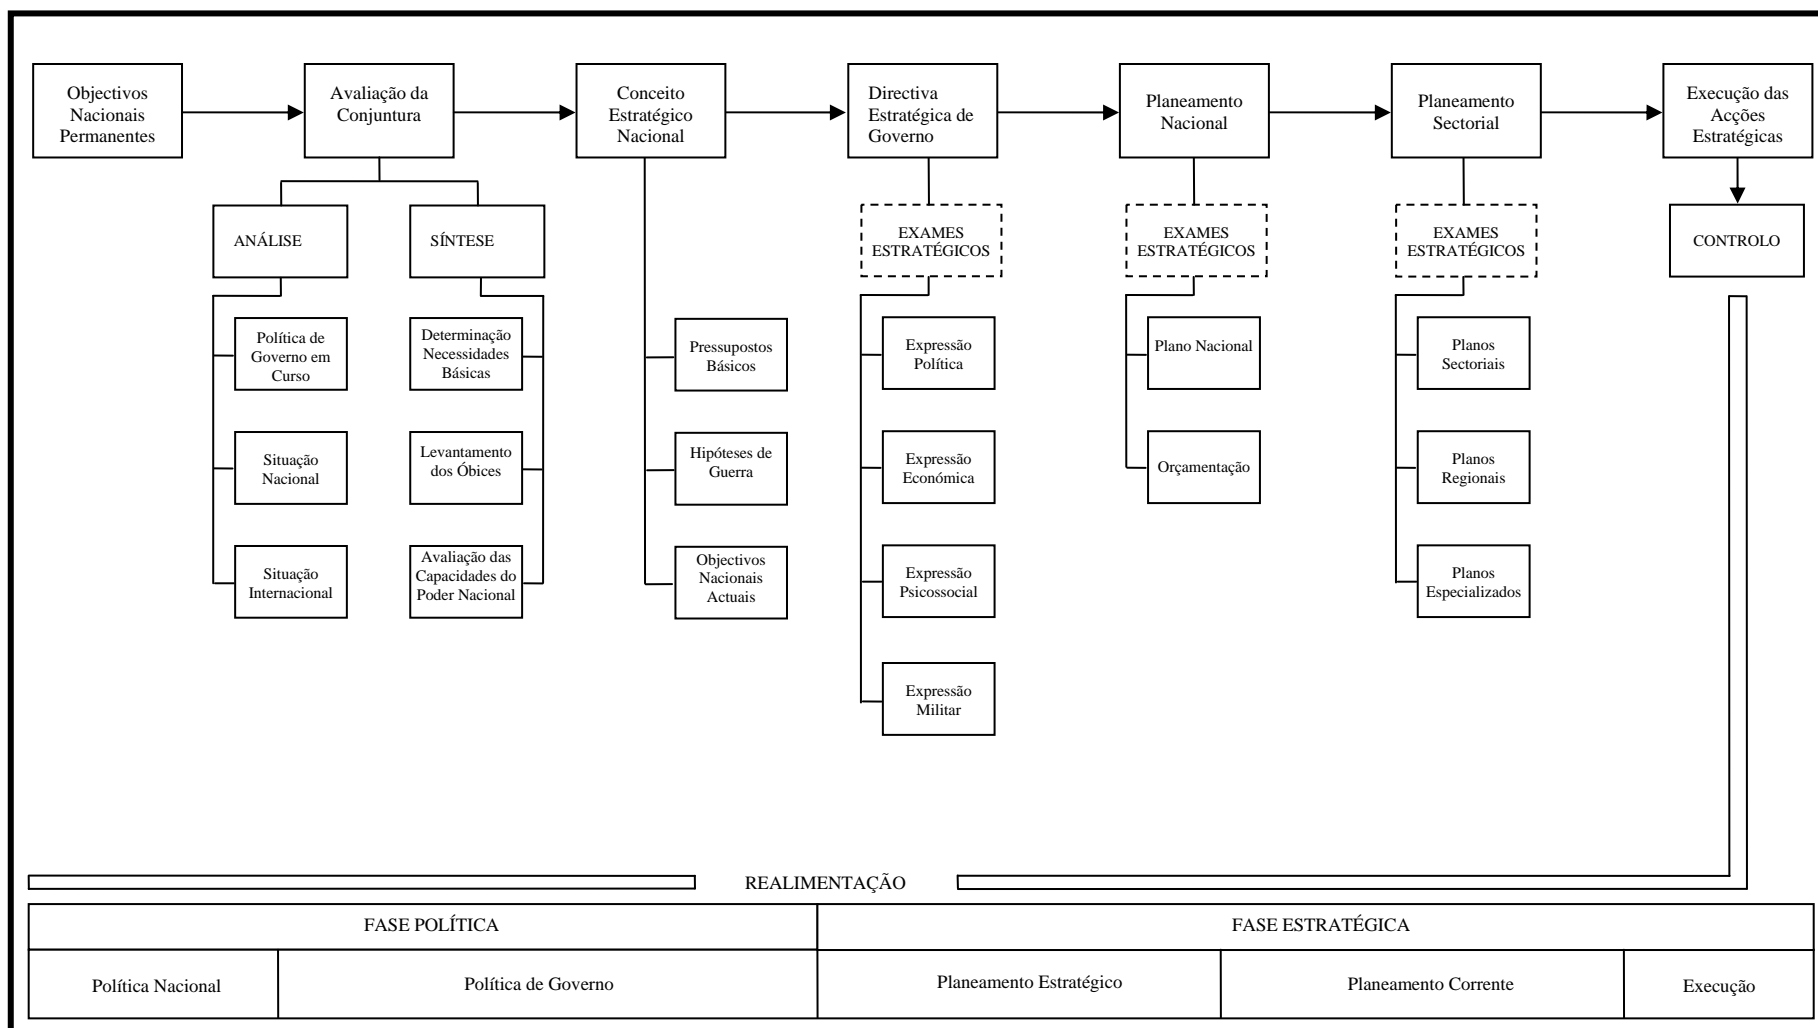 Objectivos
Nacionais
Permanentes
Avaliação da
Conjuntura
Conceito
Estratégico
Nacional
Directiva
Estratégica de
Governo
Planeamento
Nacional
Planeamento
Sectorial
Execução das
Acções
Estratégicas
ANÁLISE
SÍNTESE
EXAMES
ESTRATÉGICOS
EXAMES
ESTRATÉGICOS
EXAMES
ESTRATÉGICOS
CONTROLO
Política de
Governo em
Curso
Situação
Nacional
Situação
Internacional
Determinação
Necessidades
Básicas
Levantamento
dos Óbices
Avaliação das
Capacidades do
Poder Nacional
Pressupostos
Básicos
Hipóteses de
Guerra
Objectivos
Nacionais
Actuais
Expressão
Política
Expressão
Económica
Expressão
Psicossocial
Expressão
Militar
Plano Nacional
Orçamentação
Planos
Sectoriais
Planos
Regionais
Planos
Especializados
REALIMENTAÇÃO
FASE POLÍTICA
FASE ESTRATÉGICA
Política Nacional
Política de Governo
Planeamento Estratégico
Planeamento Corrente
Execução